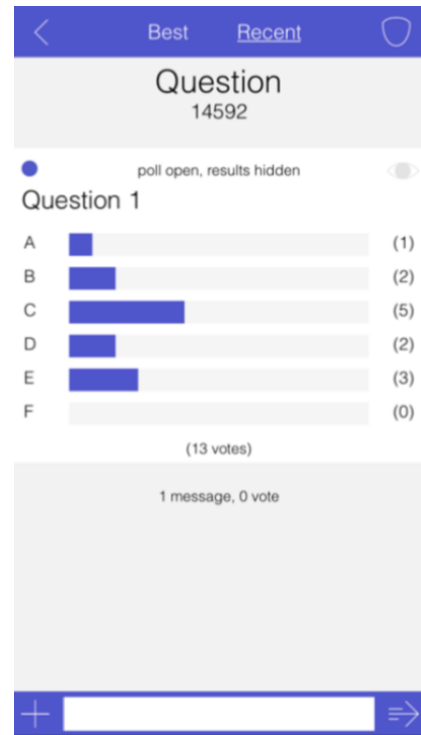 Best Recent
Question
14592
poll open, results hidden
Question 1
A (1)
B (2)
C (5)
D (2)
E (3)
F (0)
(13 votes)
1 message, 0 vote